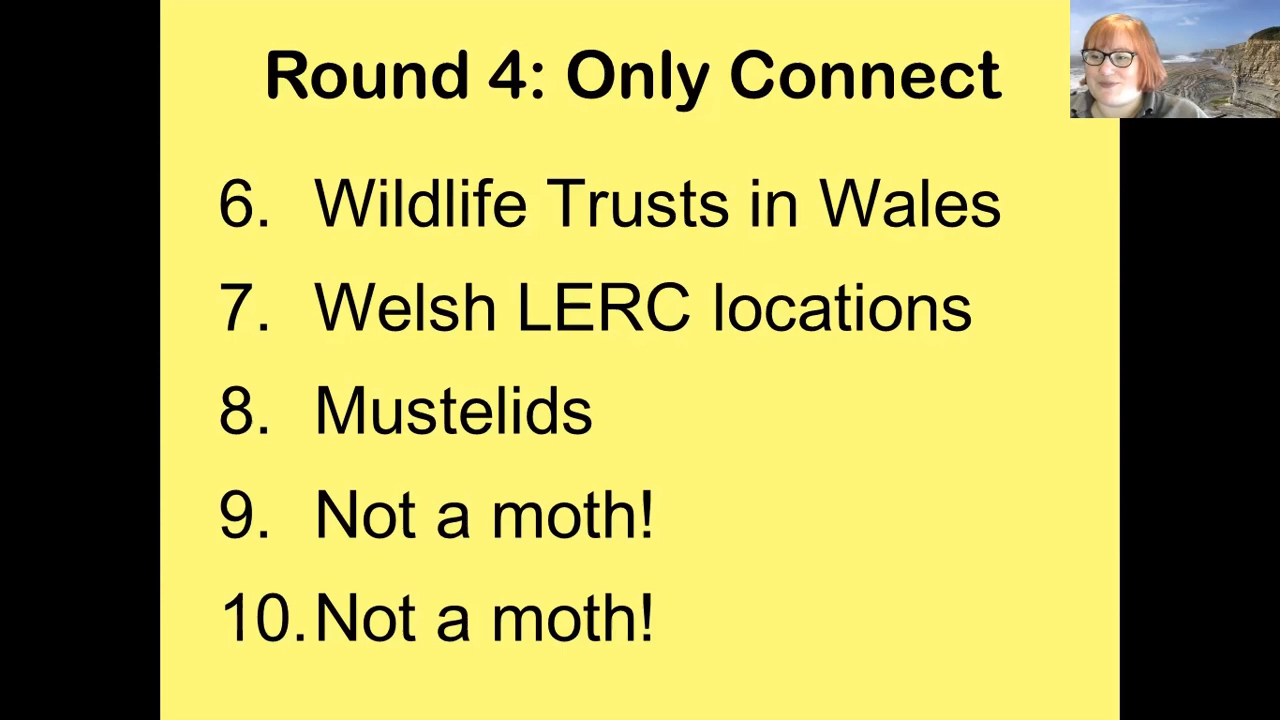 Round 4: Only Connect
6. Wildlife Trusts in Wales
7. Welsh LERC locations
8. Mustelids
9. Not a moth!
10. Not a moth!